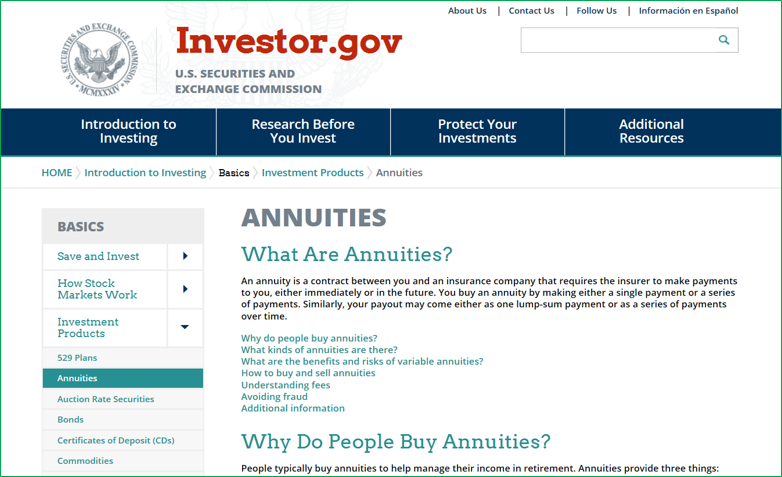 About Us | Contact Us | Follow Us | Información en Español
Investor.gov
U.S. SECURITIES AND
EXCHANGE COMMISSION
U.S. SECURITIES AND EXCHANGE COMMISSION
MCMXXXIV
Introduction to
Investing
Research Before
You Invest
Protect Your
Investments
Additional
Resources
HOME Introduction to Investing Basics Investment Products Annuities
BASICS
Save and Invest
How Stock
Markets Work
Investment
Products
529 Plans
Annuities
Auction Rate Securities
Bonds
Certificates of Deposit (CDs)
Commodities
ANNUITIES
What Are Annuities?
An annuity is a contract between you and an insurance company that requires the insurer to make payments
to you, either immediately or in the future. You buy an annuity by making either a single payment or a series
of payments. Similarly, your payout may come either as one lump-sum payment or as a series of payments
over time.
Why do people buy annuities?
What kinds of annuities are there?
What are the benefits and risks of variable annuities?
How to buy and sell annuities
Understanding fees
Avoiding fraud
Additional information
Why Do People Buy Annuities?
People typically buy annuities to help manage their income in retirement. Annuities provide three things: